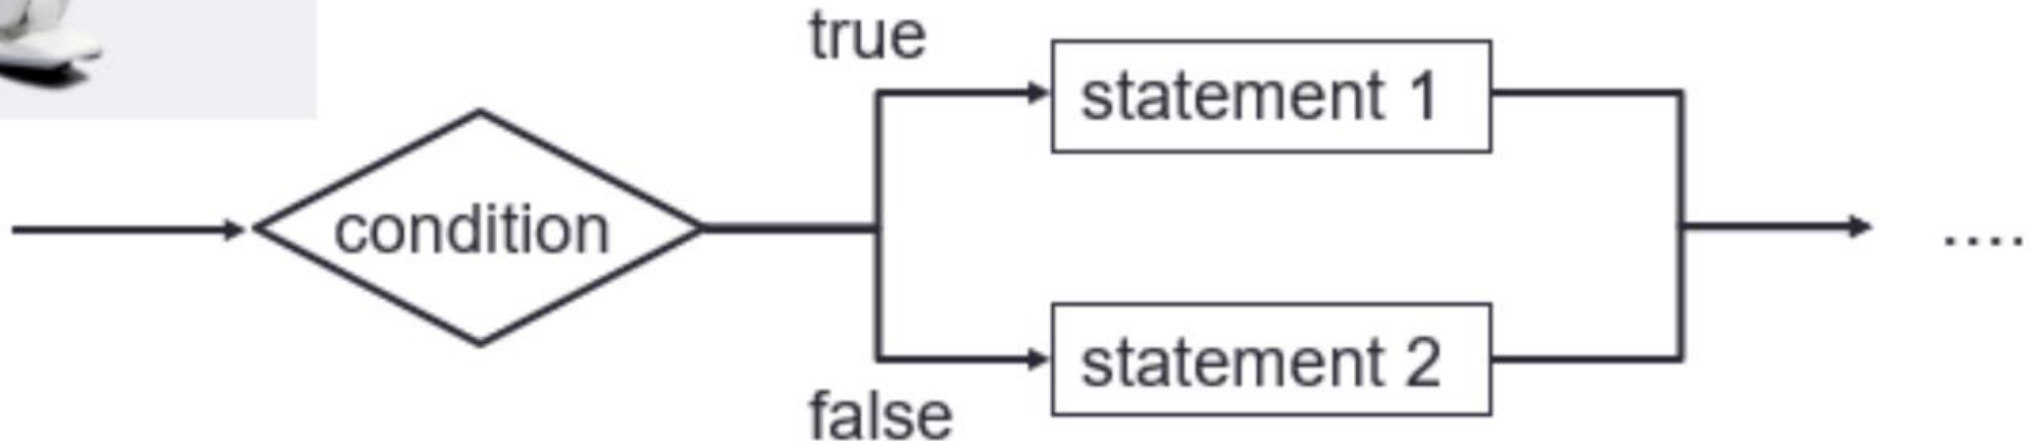 true
statement 1
condition
....
statement 2
false